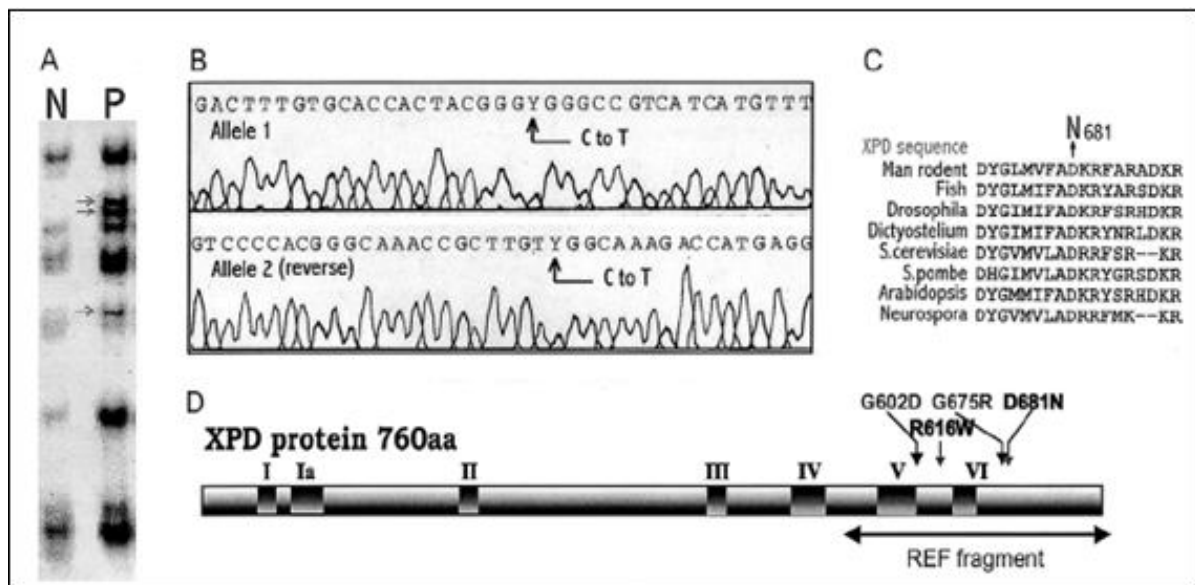 A
N P
B
GACTTTGTGCACCACTACGGGYGGGCCGTCATCATGTTT
Allele 1
C to T
GTCCCCACGGGCAAACCGCTTGTYGGCAAAGACCATGAGG
Allele 2 (reverse)
C to T
C
N 681
XPD sequence
Man rodent DYGLMVFADKRFARADKR
Fish DYGLMIFADKRYARSDKR
Drosophila DYGIMIFADKRFSRHDKR
Dictyostelium DYGIMIFADKRYNRLDKR
S.cerevisiae DYGVMVLADRRFSR--KR
S.pombe DHGIMVLADKRYGRSDKR
Arabidopsis DYGMMIFADKRYSRHDKR
Neurospora DYGVMVLADRRFMK--KR
D
G602D G675R D681N
R616W
XPD protein 760aa
I Ia II III IV V VI
REF fragment